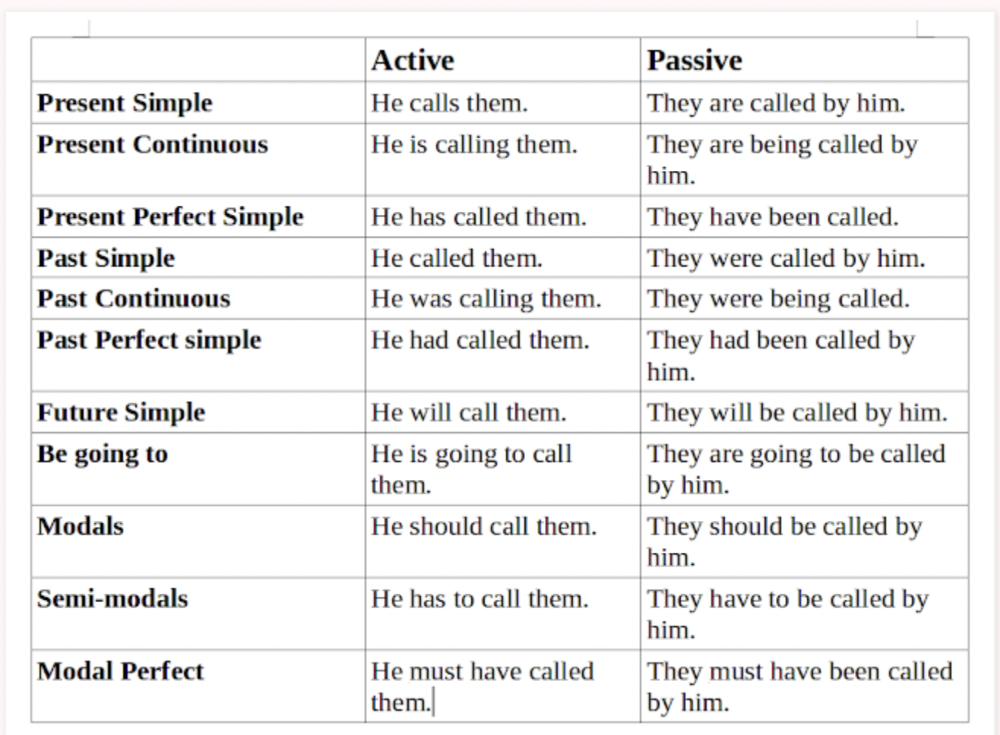 Active Passive
Present Simple He calls them. They are called by him.
Present Continuous He is calling them. They are being called by
him.
Present Perfect Simple He has called them. They have been called.
Past Simple He called them. They were called by him.
Past Continuous He was calling them. They were being called.
Past Perfect simple He had called them. They had been called by
him.
Future Simple He will call them. They will be called by him.
Be going to He is going to call They are going to be called
them. by him.
Modals He should call them. They should be called by
him.
Semi-modals He has to call them. They have to be called by
him.
Modal Perfect He must have called They must have been called
them. by him.